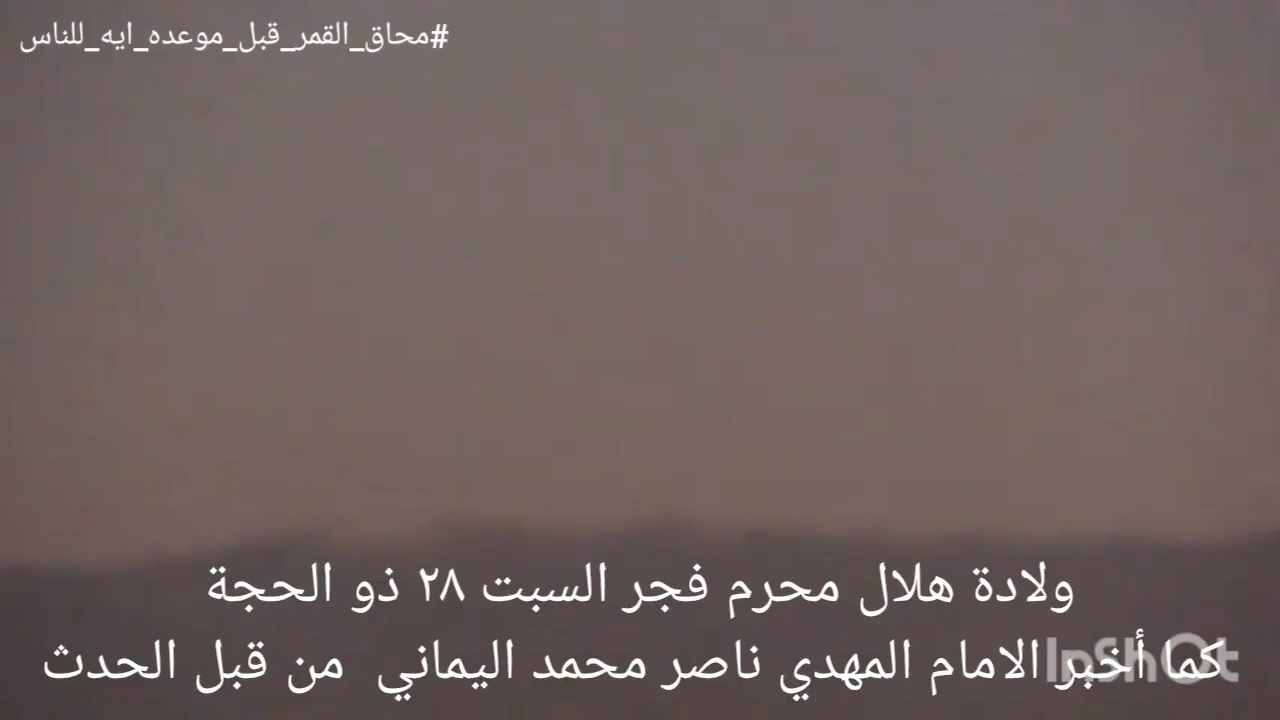 #محاق_القمر_قبل_موعده_ايه_للناس
ولادة هلال محرم فجر السبت ٢٨ ذو الحجة
كما أخبر الامام المهدي ناصر محمد اليماني من قبل الحدث
InShOt